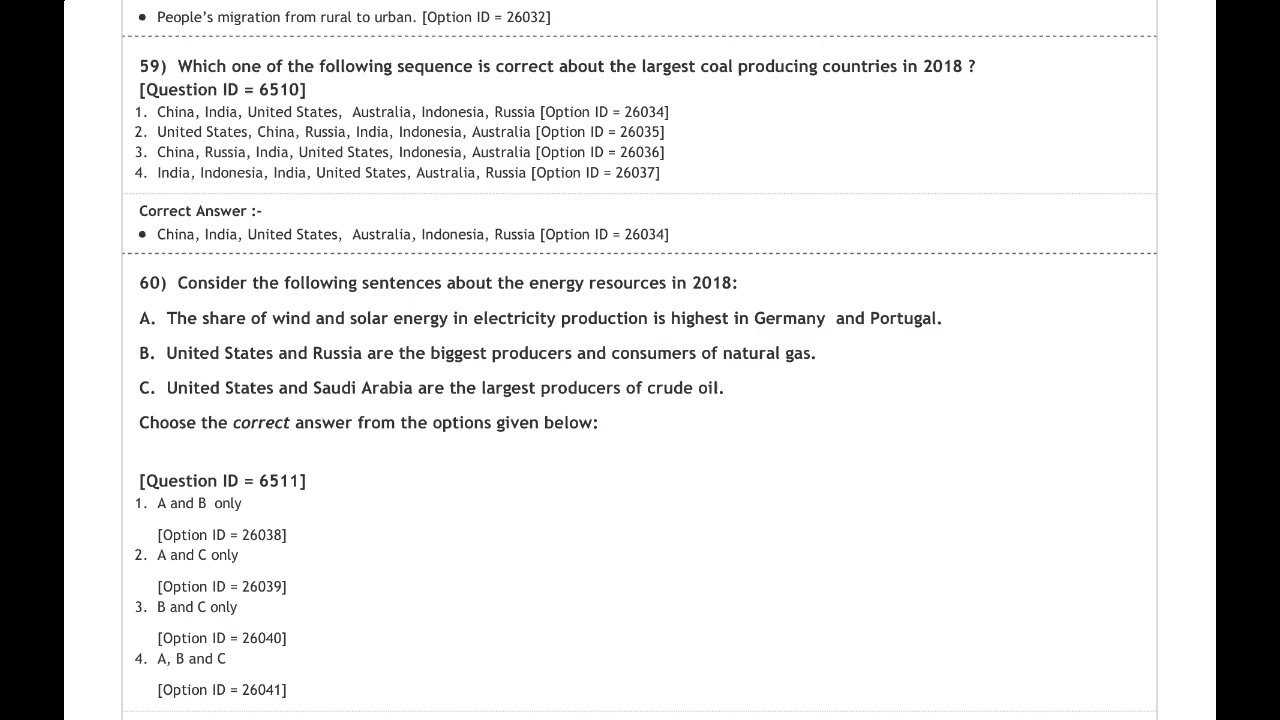 • People’s migration from rural to urban. [Option ID = 26032]
59) Which one of the following sequence is correct about the largest coal producing countries in 2018 ?
[Question ID = 6510]
1. China, India, United States, Australia, Indonesia, Russia [Option ID = 26034]
2. United States, China, Russia, India, Indonesia, Australia [Option ID = 26035]
3. China, Russia, India, United States, Indonesia, Australia [Option ID = 26036]
4. India, Indonesia, India, United States, Australia, Russia [Option ID = 26037]
Correct Answer :-
• China, India, United States, Australia, Indonesia, Russia [Option ID = 26034]
60) Consider the following sentences about the energy resources in 2018:
A. The share of wind and solar energy in electricity production is highest in Germany and Portugal.
B. United States and Russia are the biggest producers and consumers of natural gas.
C. United States and Saudi Arabia are the largest producers of crude oil.
Choose the correct answer from the options given below:
[Question ID = 6511]
1. A and B only
[Option ID = 26038]
2. A and C only
[Option ID = 26039]
3. B and C only
[Option ID = 26040]
4. A, B and C
[Option ID = 26041]